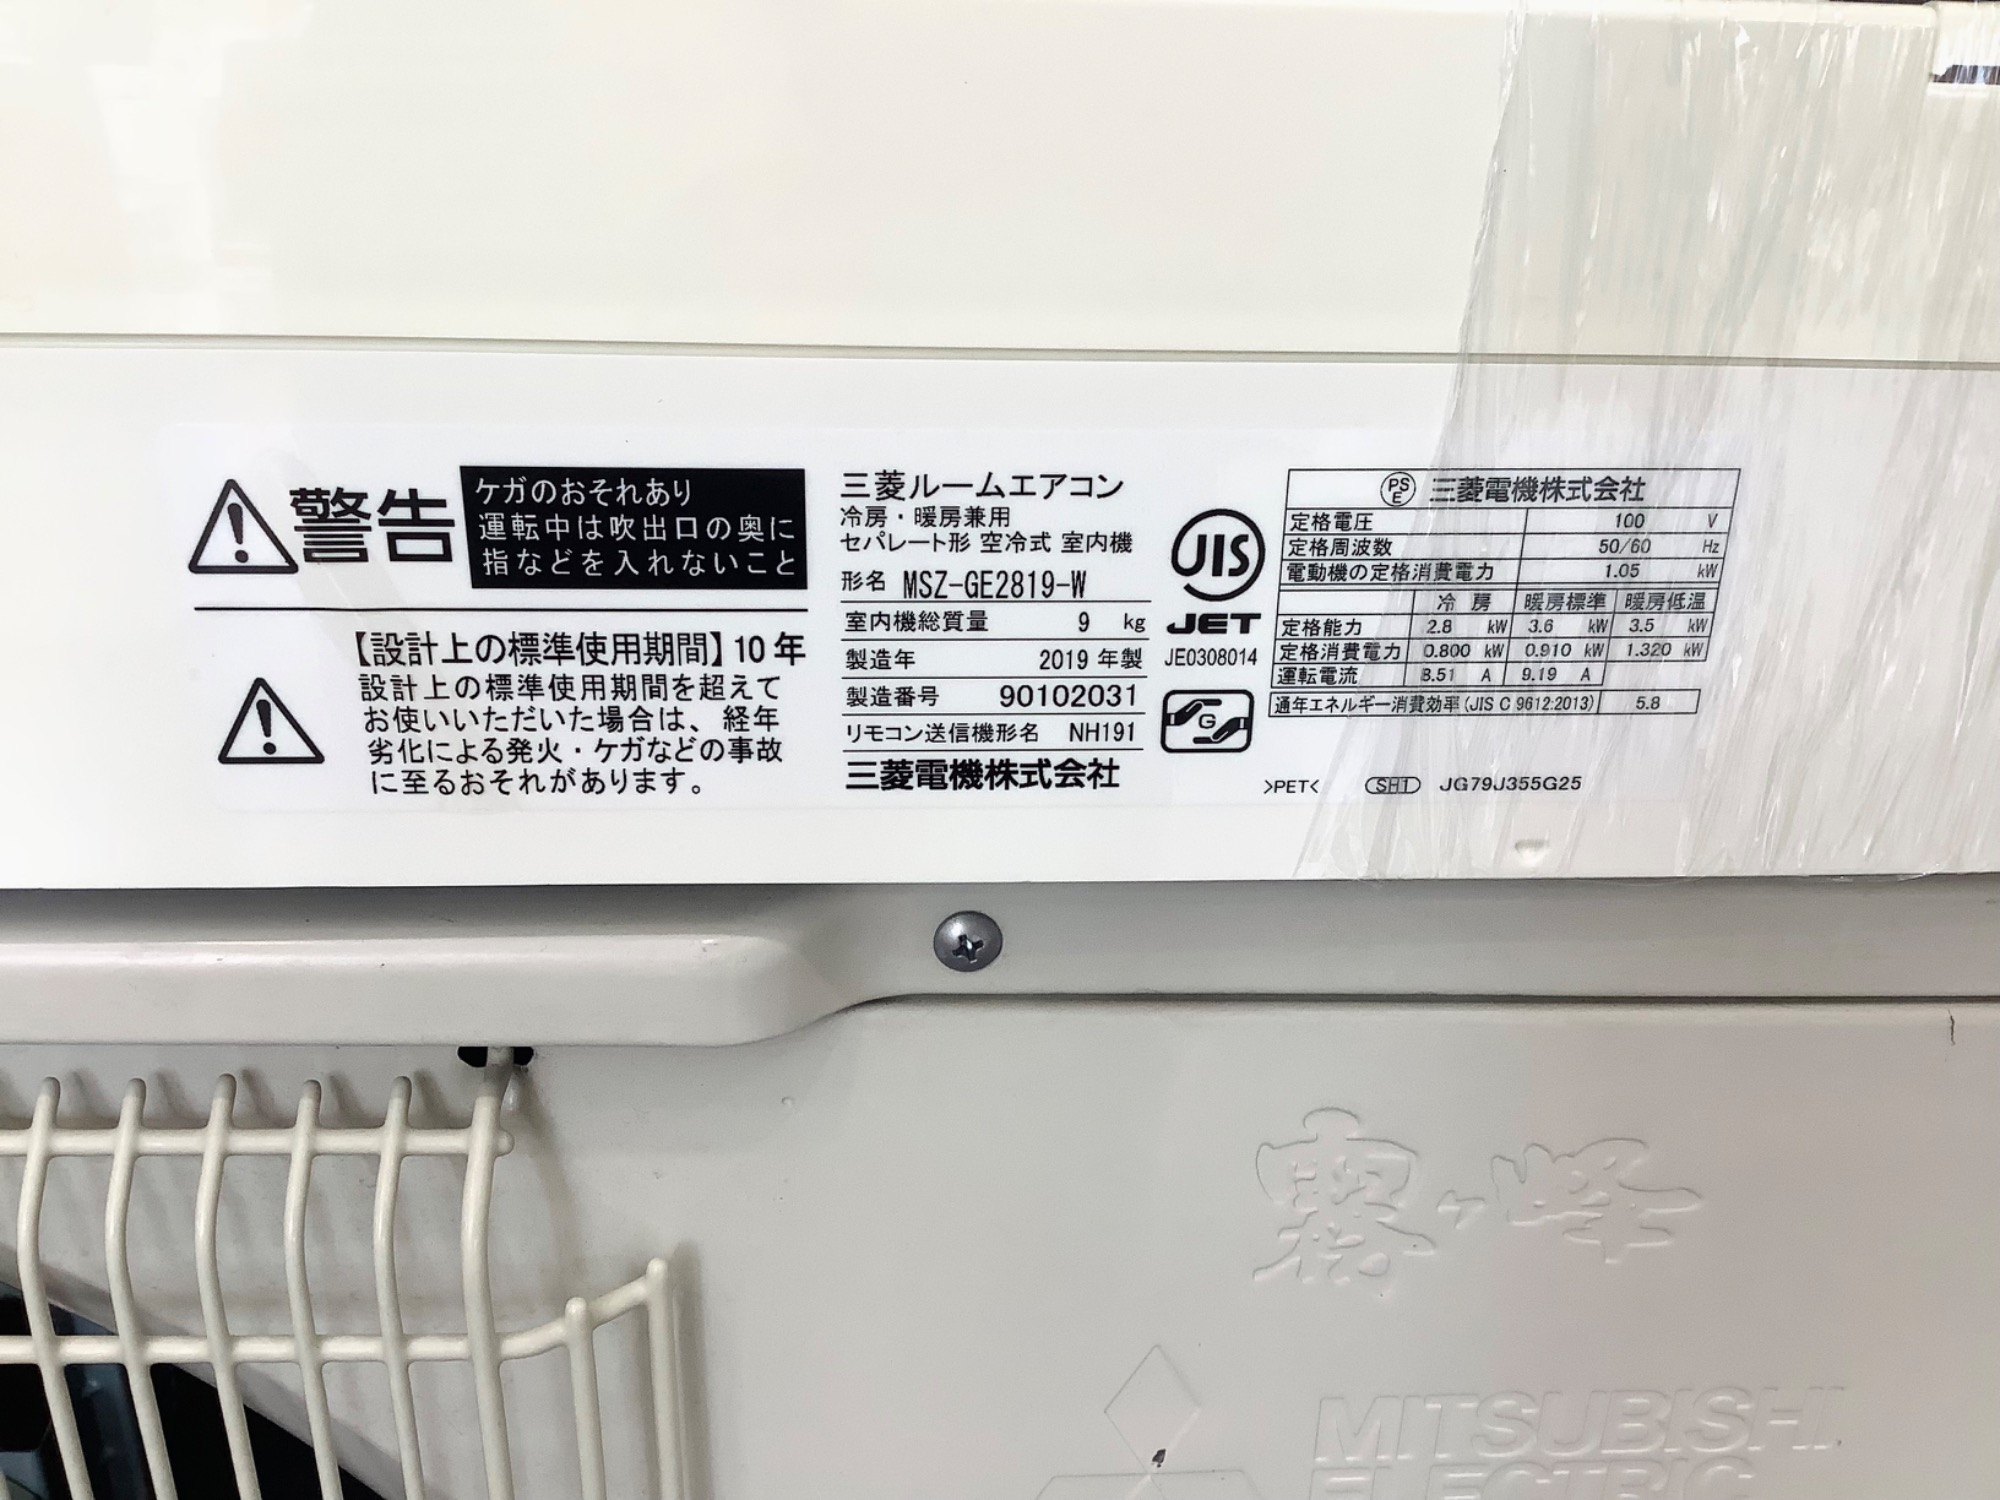 警告
ケガのおそれあり
運転中は吹出口の奥に
指などを入れないこと
【設計上の標準使用期間】10年
設計上の標準使用期間を超えて
お使いいただいた場合は、経年
劣化による発火・ケガなどの事故
に至るおそれがあります。
三菱ルームエアコン
冷房・暖房兼用
セパレート形 空冷式 室内機
形名 MSZ-GE2819-W
室内機総質量 9 kg
製造年 2019 年製
製造番号 90102031
リモコン送信機形名 NH191
三菱電機株式会社
JIS
JET
JE0308014
G
PSE 三菱電機株式会社
定格電圧 100 V
定格周波数 50/60 Hz
電動機の定格消費電力 1.05 kW
冷房 暖房標準 暖房低温
定格能力 2.8 kW 3.6 kW 3.5 kW
定格消費電力 0.800 kW 0.910 kW 1.320 kW
運転電流 8.51 A 9.19 A
通年エネルギー消費効率(JIS C 9612:2013) 5.8
>PET< SHT JG79J355G25
霧ヶ峰
MITSUBISHI
ELECTRIC